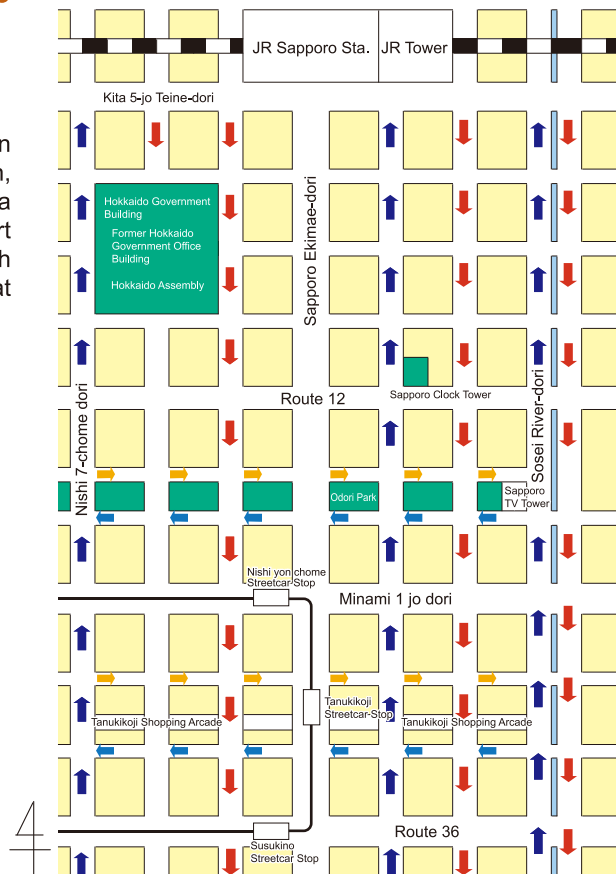 JR Sapporo Sta.
JR Tower
Kita 5-jo Teine-dori
n
n,
a
rt
h
at
Hokkaido Government
Building
Former Hokkaido
Government Office
Building
Hokkaido Assembly
Sapporo Ekimae-dori
Nishi 7-chome dori
Route 12
Sapporo Clock Tower
Sosei River-dori
Odori Park
Sapporo
TV Tower
Nishi yon chome
Streetcar Stop
Minami 1 jo dori
Tanukikoji
Streetcar-Stop
Tanukikoji Shopping Arcade
Tanukikoji Shopping Arcade
Route 36
Susukino
Streetcar Stop